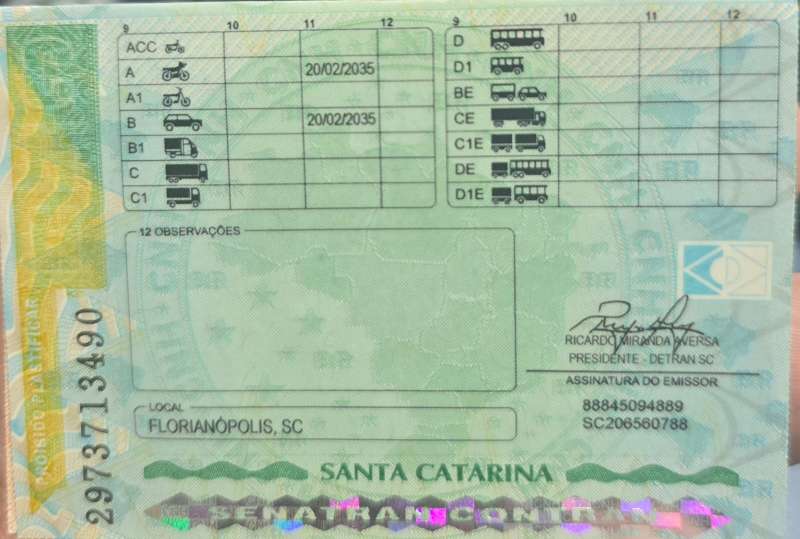 9 10 11 12
ACC
A 20/02/2035
A1
B 20/02/2035
B1
C
C1
9 10 11 12
D
D1
BE
CE
C1E
DE
D1E
12 OBSERVAÇÕES
RICARDO MIRANDA AVERSA
PRESIDENTE - DETRAN SC
ASSINATURA DO EMISSOR
88845094889
SC206560788
LOCAL
FLORIANÓPOLIS, SC
PROIBIDO PLASTIFICAR
2973713490
SANTA CATARINA
SENATRAN CONTRAN